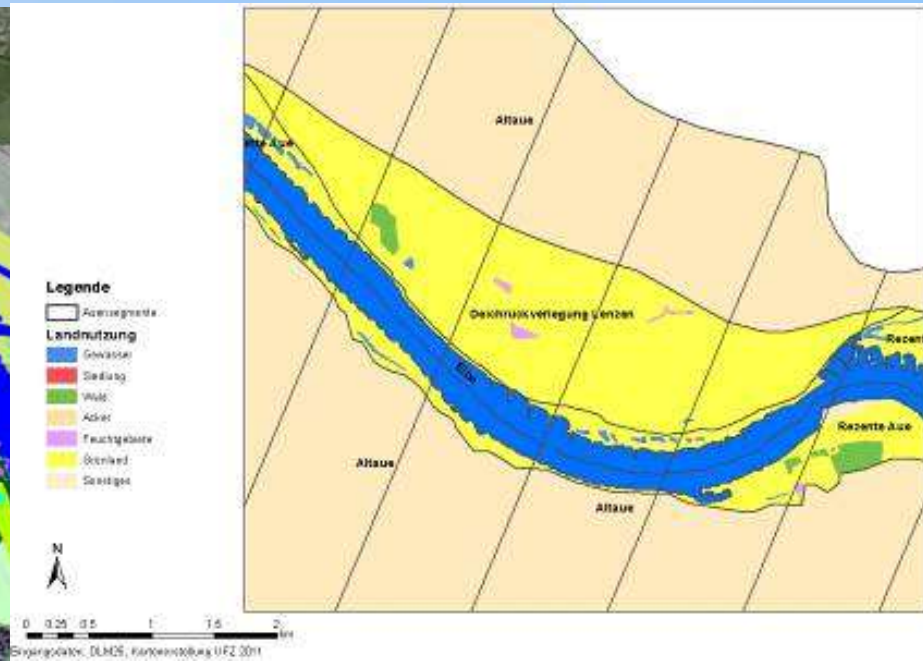 Legende
Auensegmente
Landnutzung
Gewässer
Siedlung
Wald
Acker
Feuchtgebiete
Grünland
Sonstiges
N
0 0.25 0.5 1 1.5 2
km
Eingangsdaten: DLM25, Kartenerstellung UFZ 2011
Altaue
Aue
Deichrückverlegung Lenzen
Elbe
Rezente Aue
Altaue
Altaue